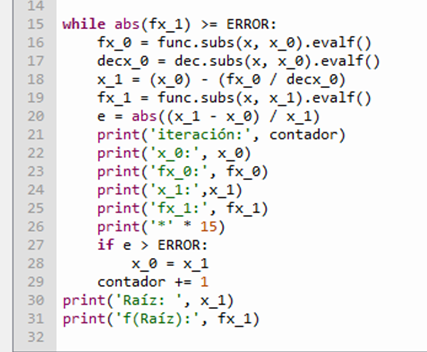 14
15 while abs(fx_1) >= ERROR:
16     fx_0 = func.subs(x, x_0).evalf()
17     decx_0 = dec.subs(x, x_0).evalf()
18     x_1 = (x_0) - (fx_0 / decx_0)
19     fx_1 = func.subs(x, x_1).evalf()
20     e = abs((x_1 - x_0) / x_1)
21     print('iteración:', contador)
22     print('x_0:', x_0)
23     print('fx_0:', fx_0)
24     print('x_1:',x_1)
25     print('fx_1:', fx_1)
26     print('*' * 15)
27     if e > ERROR:
28         x_0 = x_1
29     contador += 1
30 print('Raíz: ', x_1)
31 print('f(Raíz):', fx_1)
32